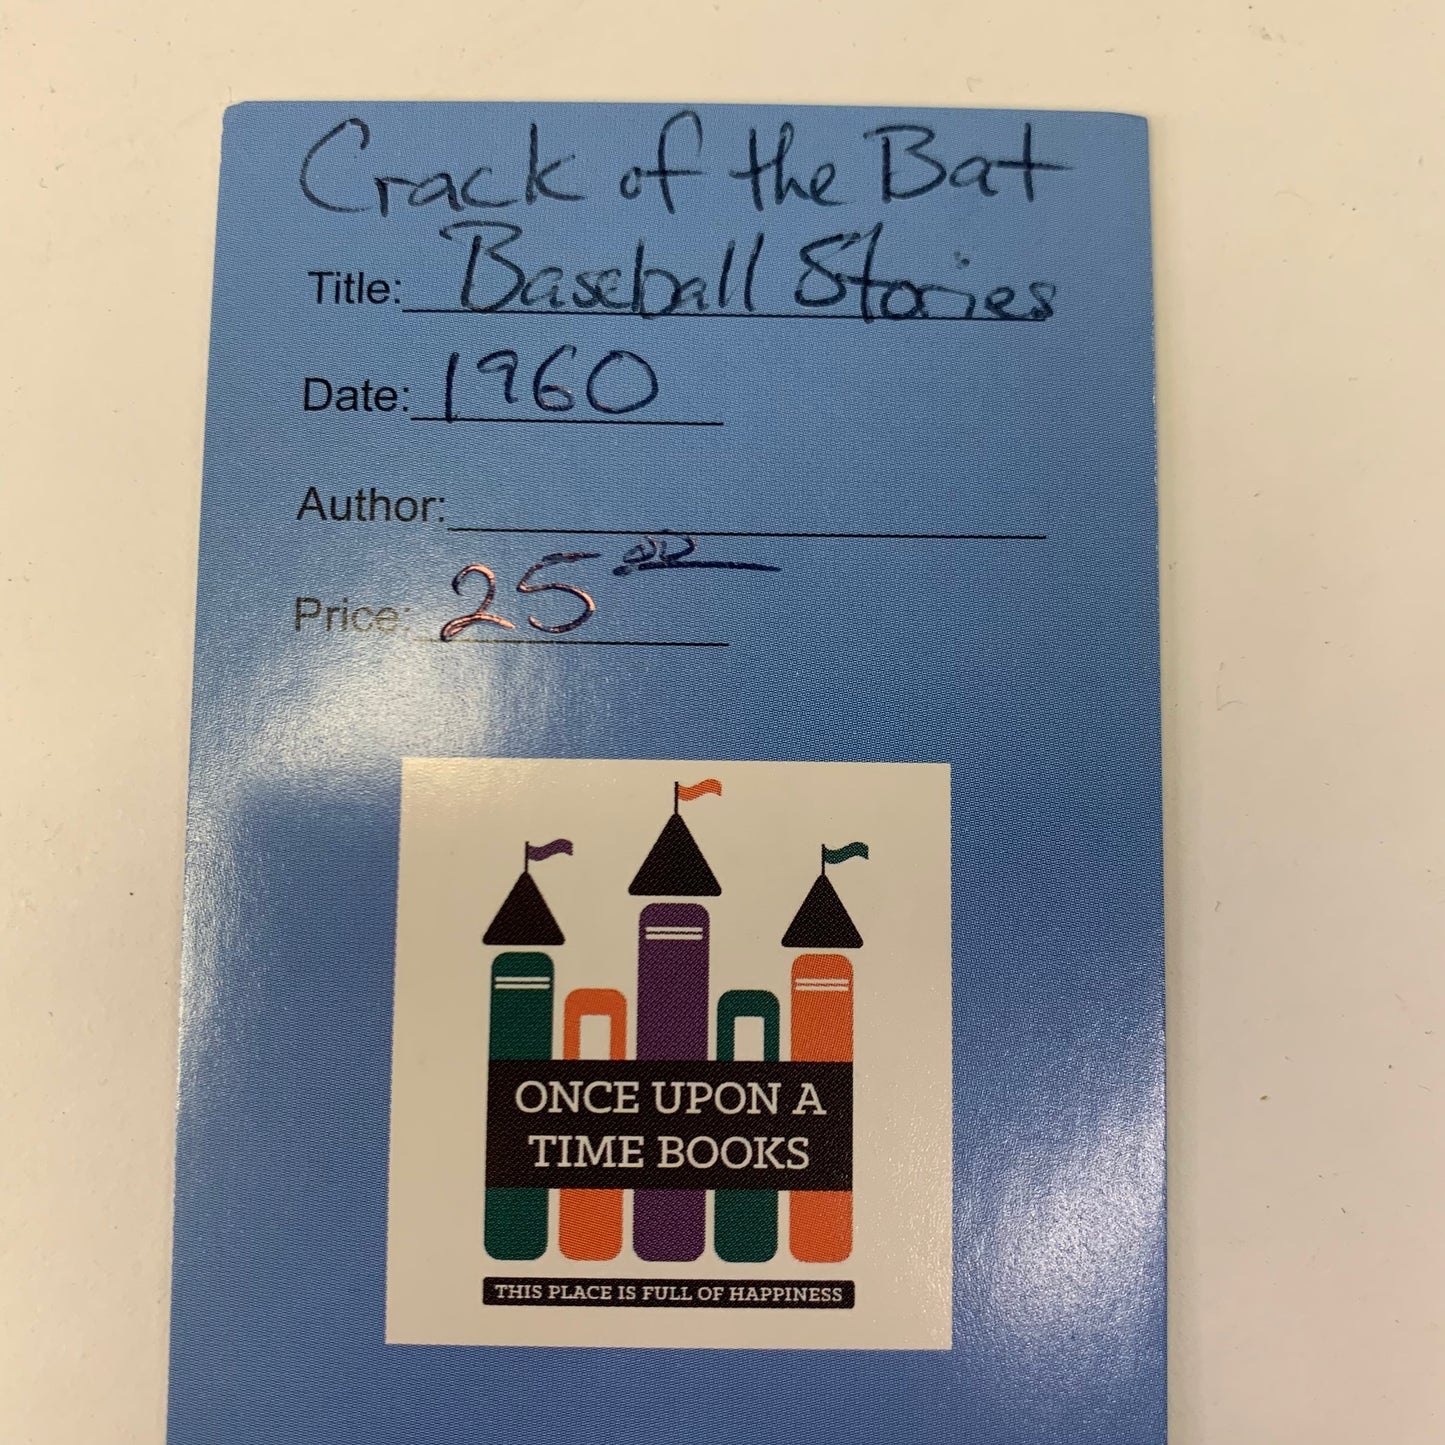 Crack of the Bat
Title: Baseball Stories
Date: 1960
Author:
Price: 25 00
ONCE UPON A
TIME BOOKS
THIS PLACE IS FULL OF HAPPINESS